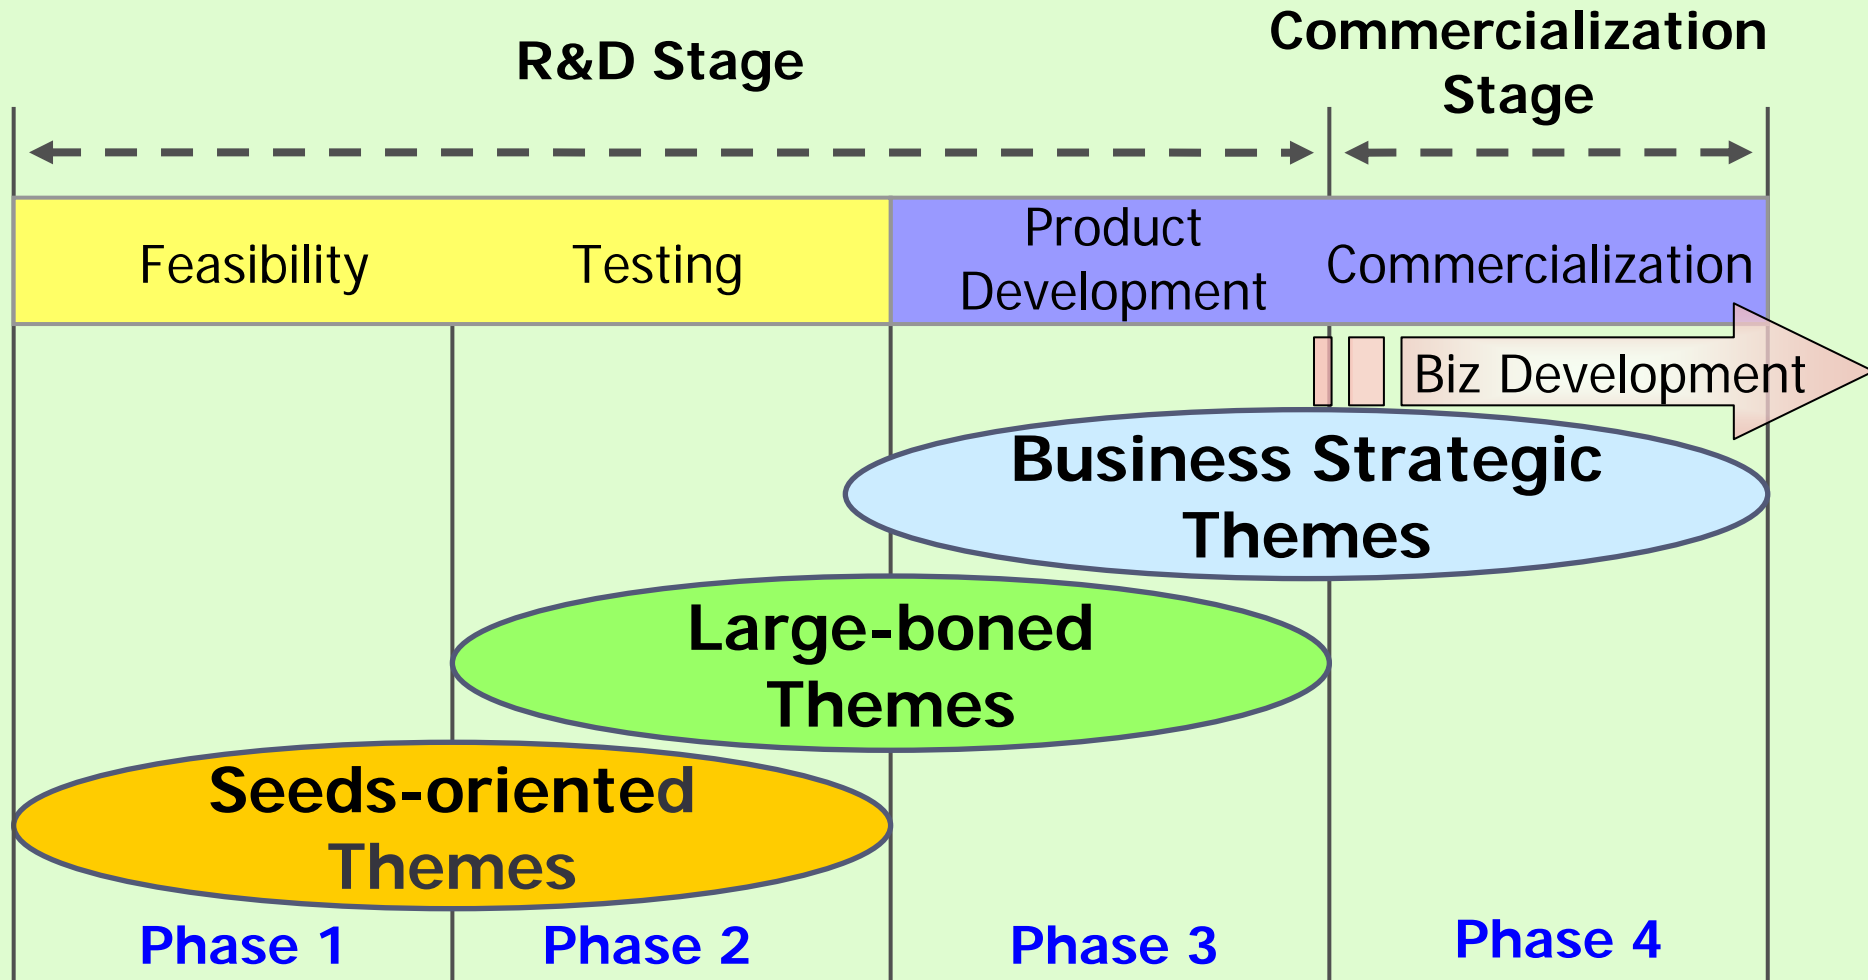 R&D Stage
Commercialization
Stage
Feasibility
Testing
Product
Development
Commercialization
Biz Development
Business Strategic
Themes
Large-boned
Themes
Seeds-oriented
Themes
Phase 1
Phase 2
Phase 3
Phase 4